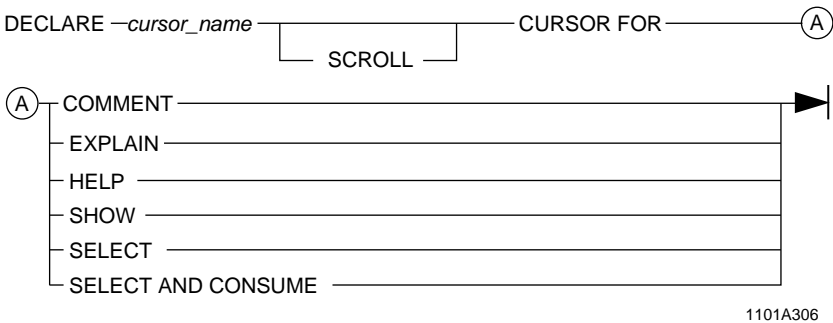 DECLARE cursor_name CURSOR FOR A
SCROLL
A COMMENT
EXPLAIN
HELP
SHOW
SELECT
SELECT AND CONSUME
1101A306